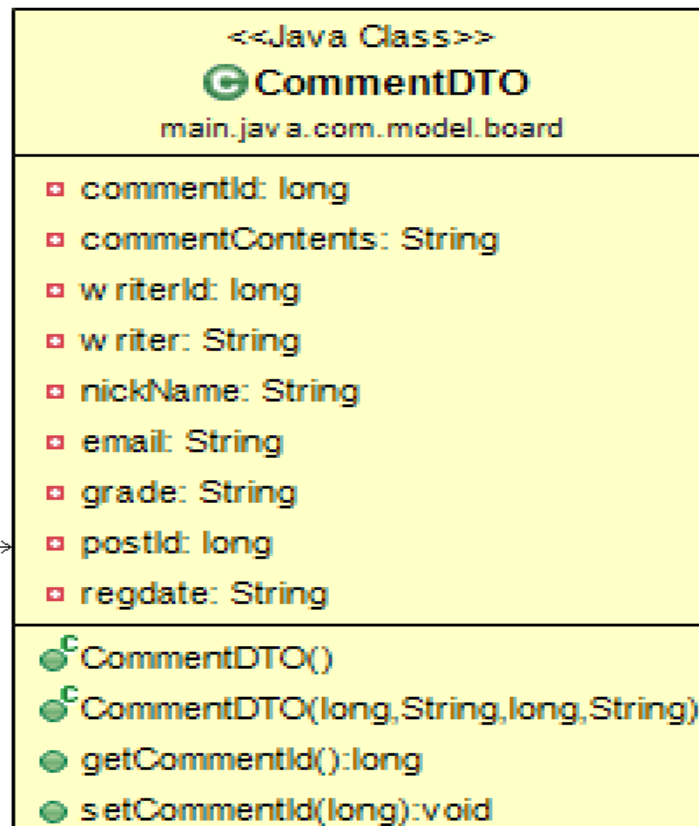 <<Java Class>>
CommentDTO
main.java.com.model.board
commentId: long
commentContents: String
writerId: long
writer: String
nickName: String
email: String
grade: String
postId: long
regdate: String
CommentDTO()
CommentDTO(long,String,long,String)
getCommentId():long
setCommentId(long):void